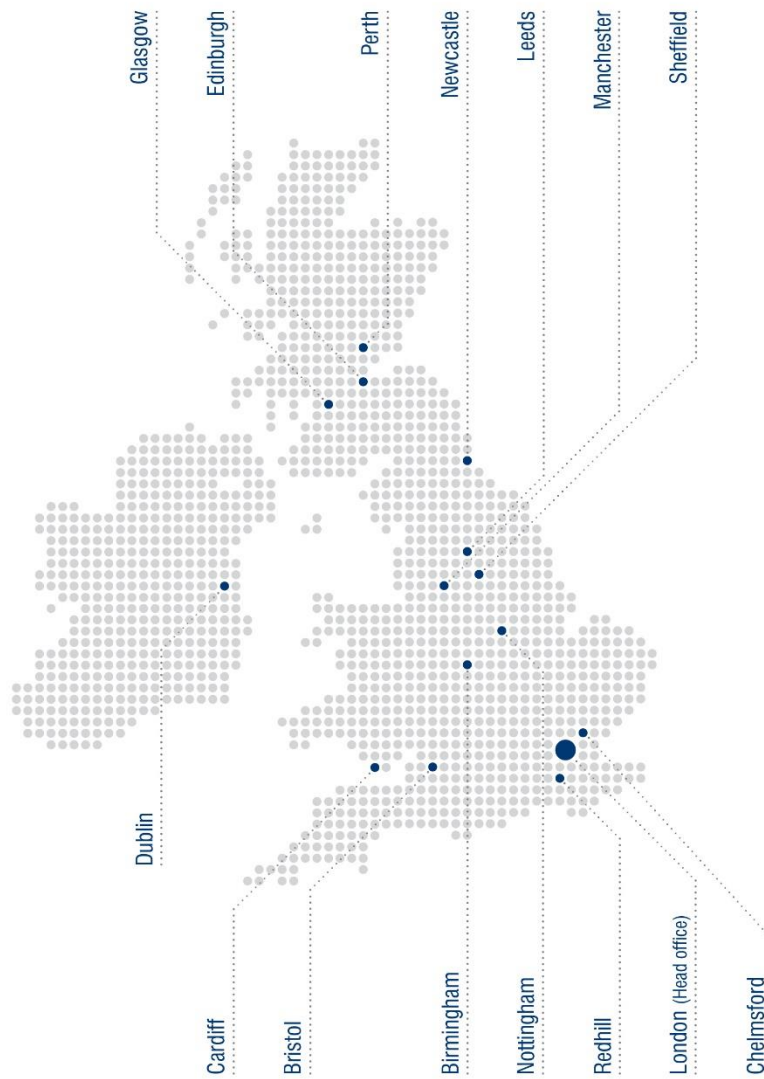 Glasgow
Edinburgh
Perth
Newcastle
Leeds
Manchester
Sheffield
Dublin
Cardiff
Bristol
Birmingham
Nottingham
Redhill
London (Head office)
Chelmsford